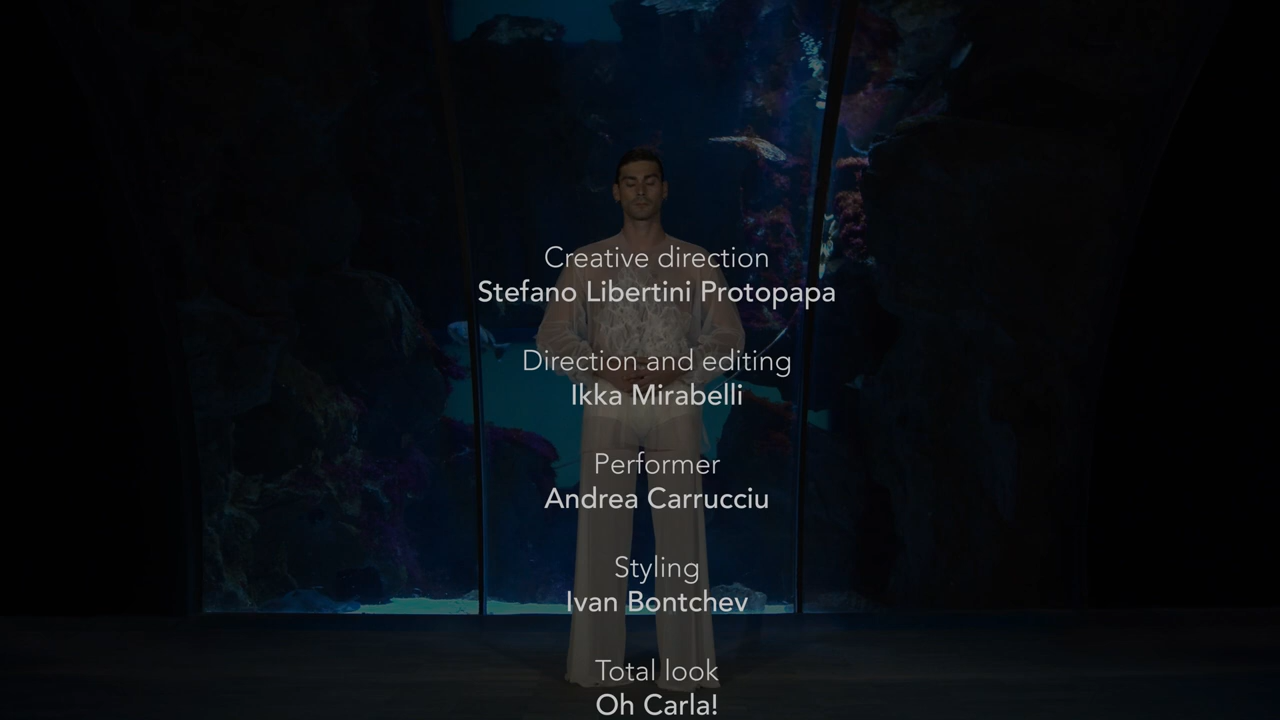 Creative direction
Stefano Libertini Protopapa
Direction and editing
Ikka Mirabelli
Performer
Andrea Carrucciu
Styling
Ivan Bontchev
Total look
Oh Carla!